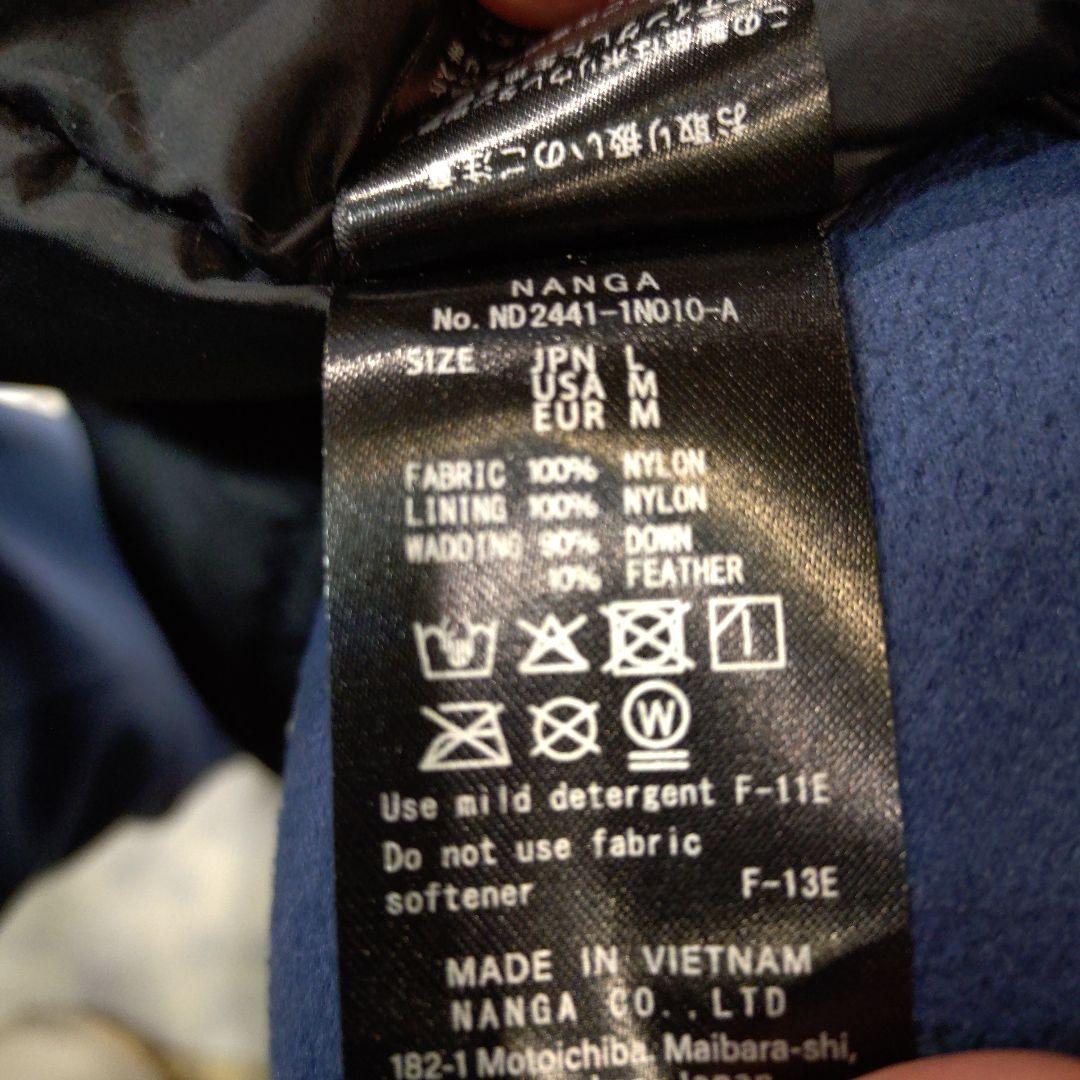 お取り扱いのご注意
NANGA
No. ND2441-1N010-A
SIZE JPN L
USA M
EUR M
FABRIC 100% NYLON
LINING 100% NYLON
WADDING 90% DOWN
10% FEATHER
W
Use mild detergent F-11E
Do not use fabric
softener F-13E
MADE IN VIETNAM
NANGA CO.,LTD
182-1 Motoichiba, Maibara-shi,
Japan